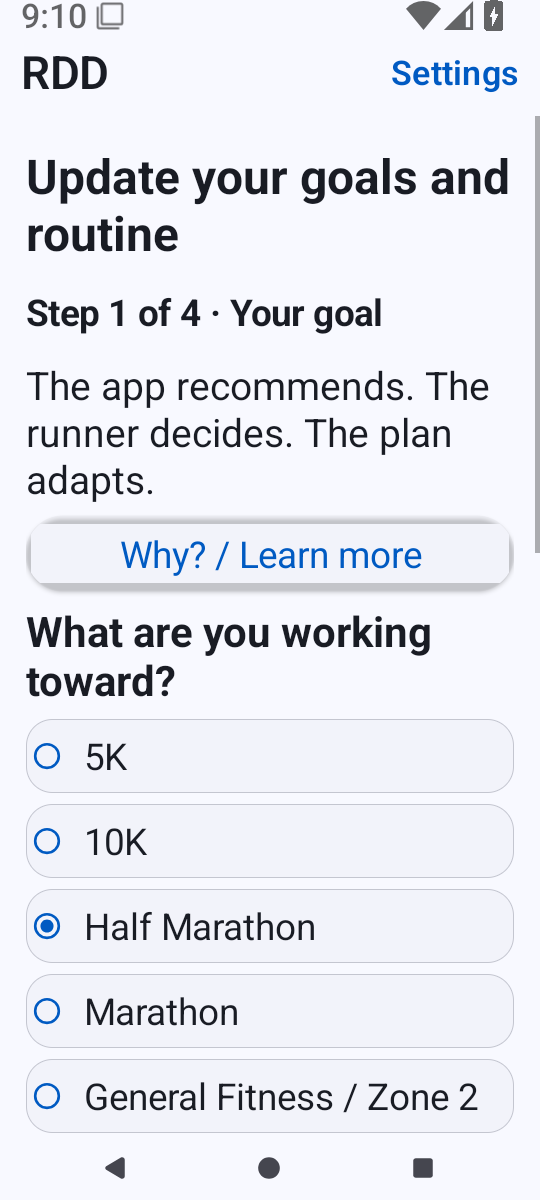 9:10
RDD
Settings
Update your goals and
routine
Step 1 of 4 · Your goal
The app recommends. The
runner decides. The plan
adapts.
Why? / Learn more
What are you working
toward?
5K
10K
Half Marathon
Marathon
General Fitness / Zone 2